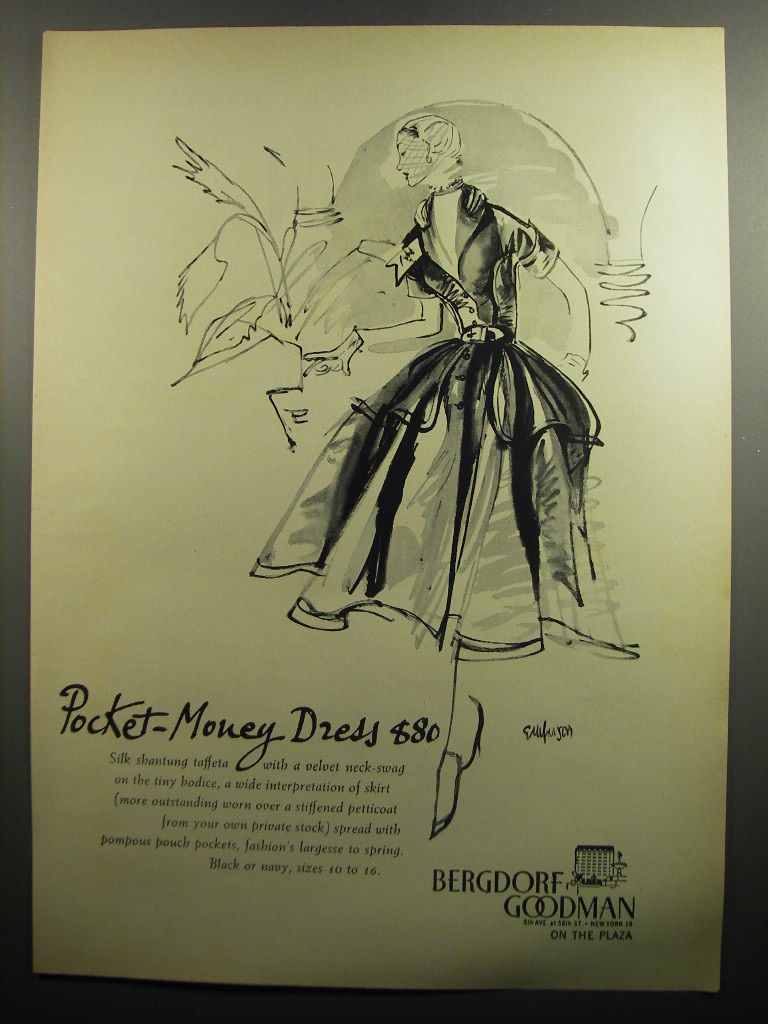 Pocket-Money Dress $80
Silk shantung taffeta with a velvet neck-swag
on the tiny bodice, a wide interpretation of skirt
(more outstanding worn over a stiffened petticoat
from your own private stock) spread with
pompous pouch pockets, fashion's largesse to spring.
Black or navy, sizes 10 to 16.
BERGDORF
GOODMAN
5th AVE. at 58th ST. • NEW YORK 19
ON THE PLAZA